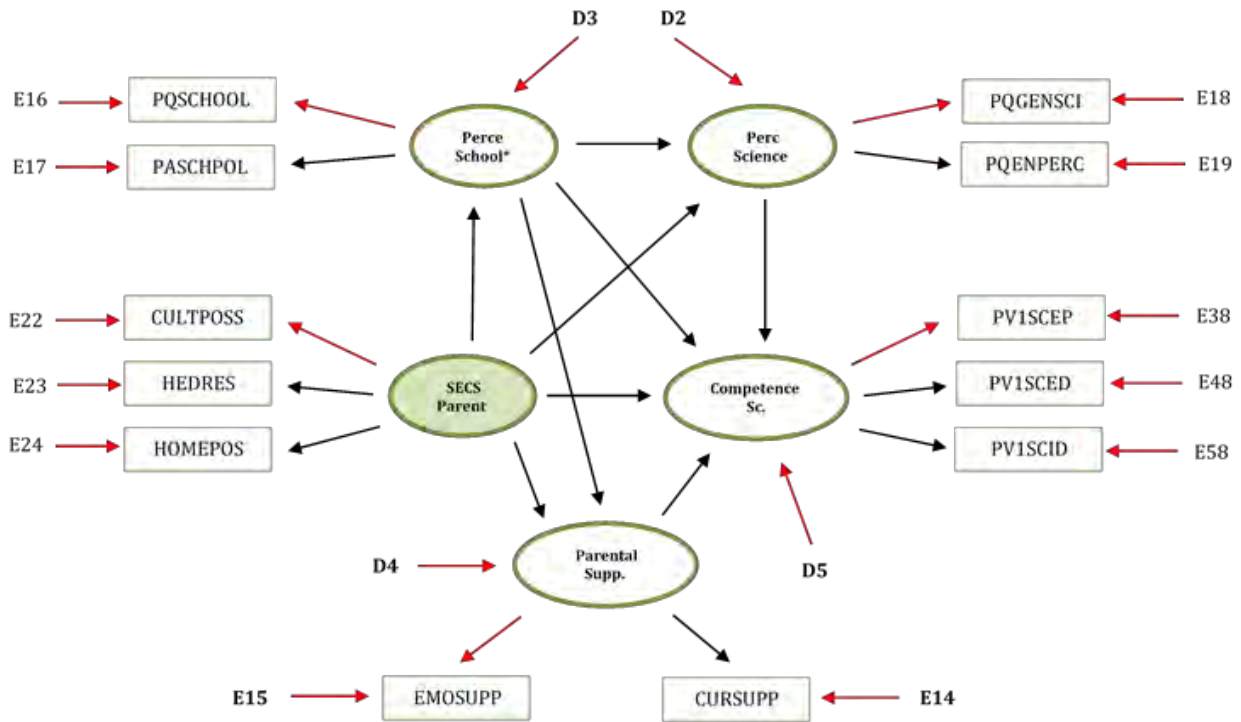 D3
D2
E16
PQSCHOOL
Perce
School*
Perc
Science
PQGENSCI
E18
E17
PASCHPOL
PQENPERC
E19
E22
CULTPOSS
PV1SCEP
E38
E23
HEDRES
SECS
Parent
Competence
Sc.
PV1SCED
E48
E24
HOMEPOS
PV1SCID
E58
D4
Parental
Supp.
D5
E15
EMOSUPP
CURSUPP
E14